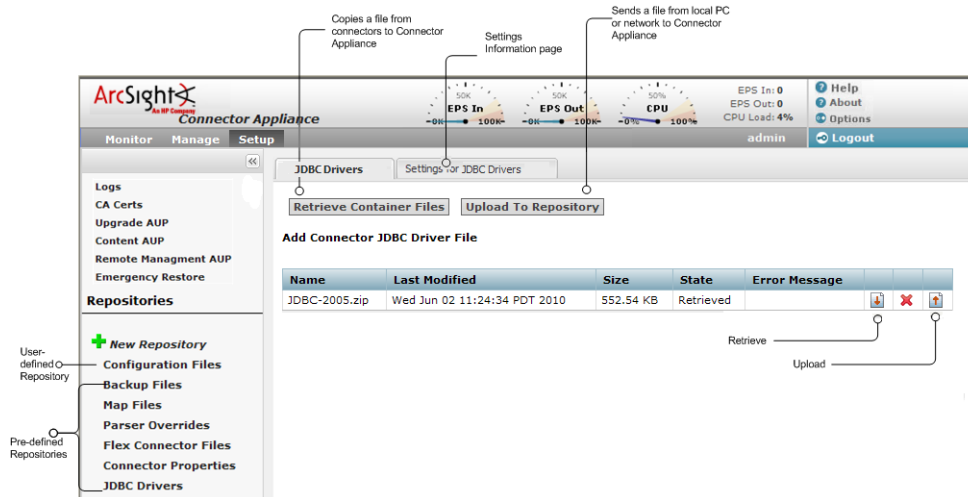 Copies a file from
connectors to Connector
Appliance
Settings
Information page
Sends a file from local PC
or network to Connector
Appliance
ArcSight
An HP Company
Connector Appliance
50K
EPS In
0K 100K
50K
EPS Out
0K 100K
50%
CPU
0% 100%
EPS In: 0
EPS Out: 0
CPU Load: 4%
Help
About
Options
Monitor Manage Setup
admin
Logout
JDBC Drivers
Settings for JDBC Drivers
Logs
CA Certs
Upgrade AUP
Content AUP
Remote Managment AUP
Emergency Restore
Repositories
New Repository
Configuration Files
Backup Files
Map Files
Parser Overrides
Flex Connector Files
Connector Properties
JDBC Drivers
User-
defined
Repository
Pre-defined
Repositories
Retrieve Container Files
Upload To Repository
Add Connector JDBC Driver File
Name Last Modified Size State Error Message
JDBC-2005.zip Wed Jun 02 11:24:34 PDT 2010 552.54 KB Retrieved
Retrieve
Upload